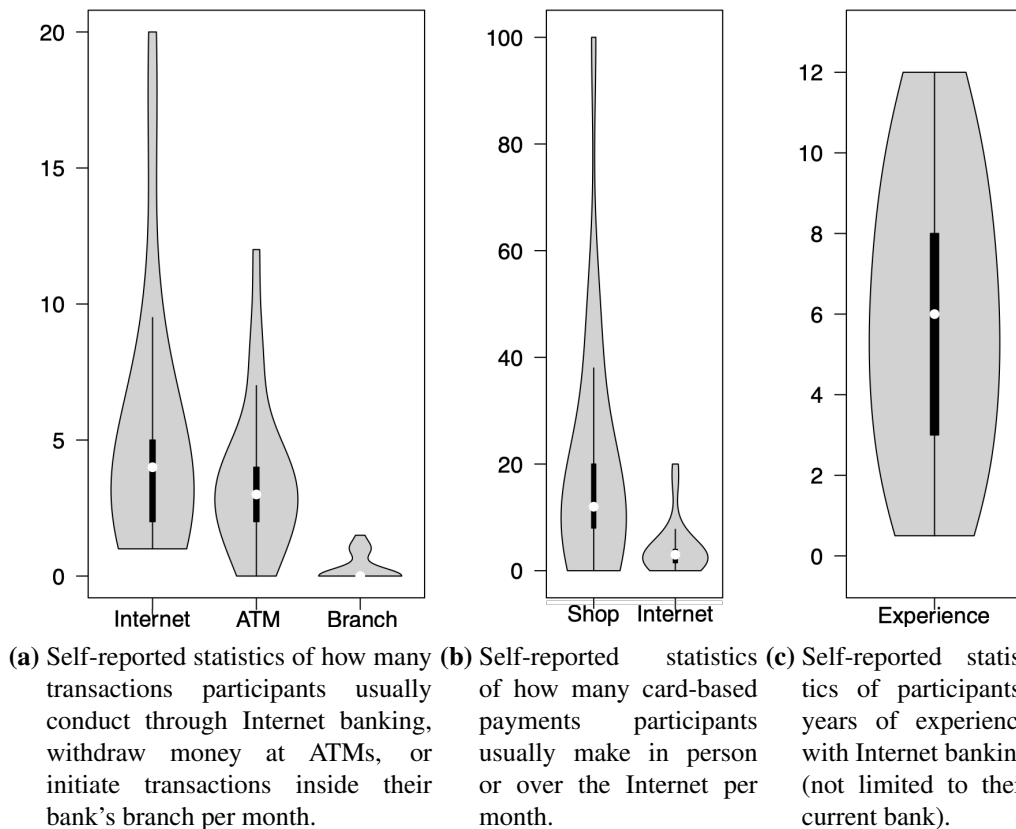 20
15
10
5
0
Internet ATM Branch
100
80
60
40
20
0
Shop Internet
12
10
8
6
4
2
0
Experience
(a) Self-reported statistics of how many
transactions participants usually
conduct through Internet banking,
withdraw money at ATMs, or
initiate transactions inside their
bank's branch per month.
(b) Self-reported statistics
of how many card-based
payments participants
usually make in person
or over the Internet per
month.
(c) Self-reported statis
tics of participants
years of experienc
with Internet bankin
(not limited to thei
current bank).